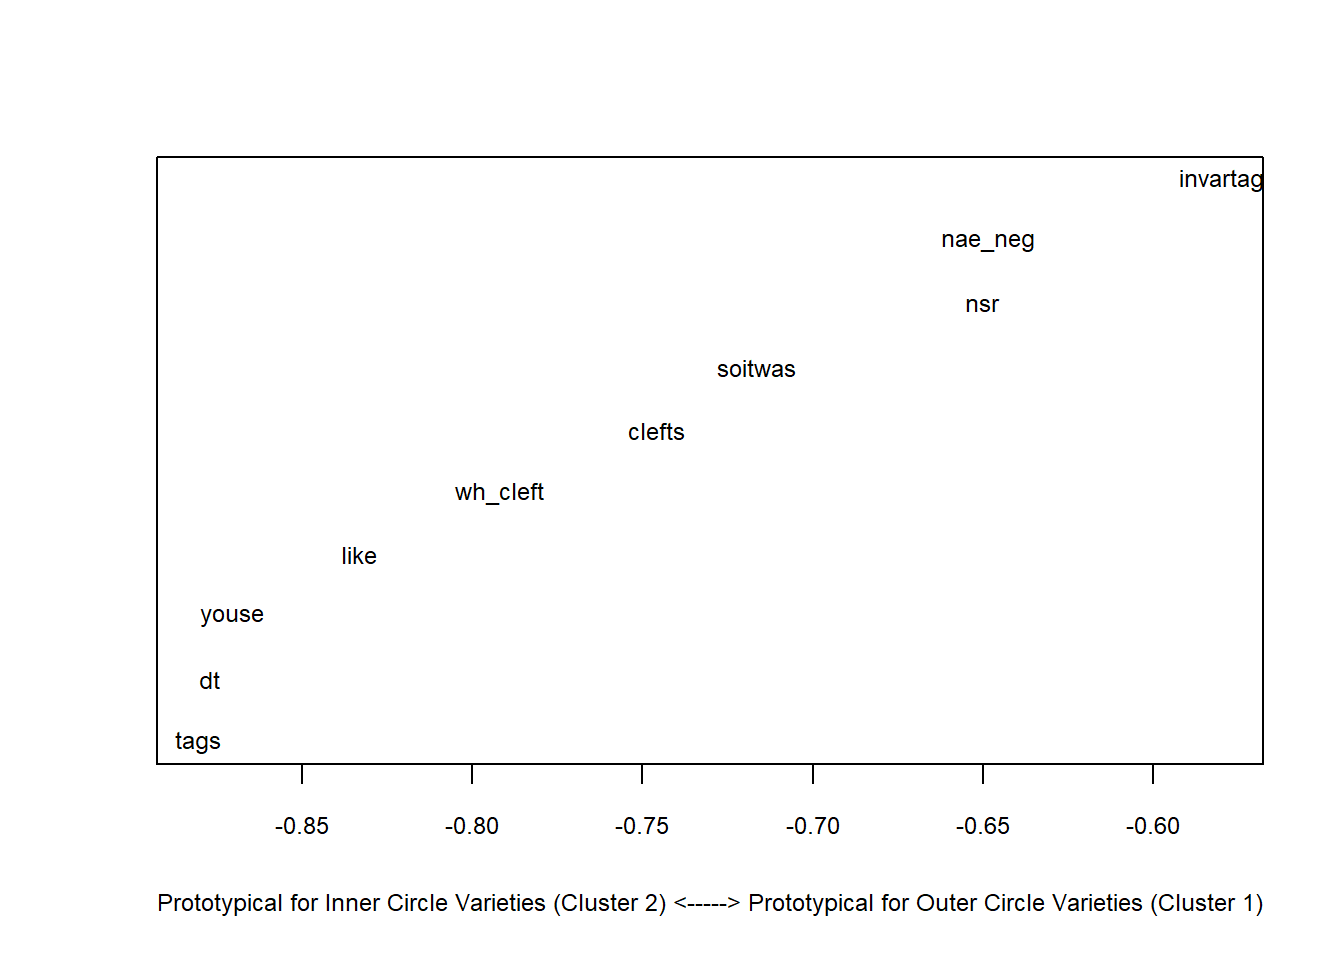 invartag
nae_neg
nsr
soitwas
clefts
wh_cleft
like
youse
dt
tags
-0.85 -0.80 -0.75 -0.70 -0.65 -0.60
Prototypical for Inner Circle Varieties (Cluster 2) <-----> Prototypical for Outer Circle Varieties (Cluster 1)